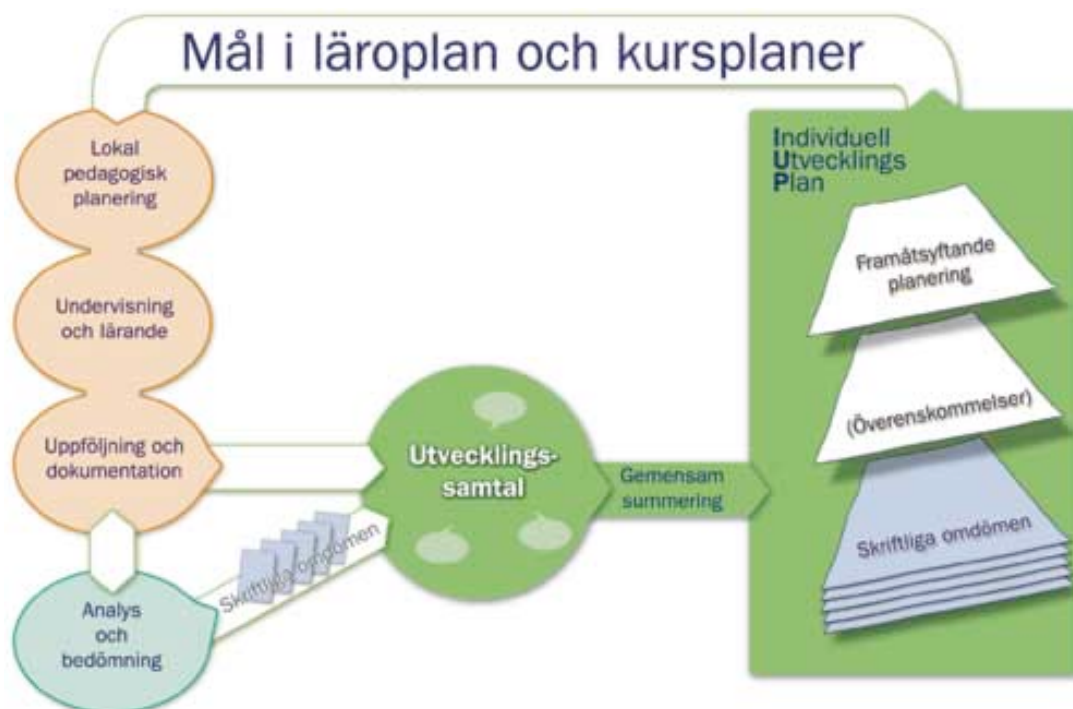 Mål i läroplan och kursplaner
Lokal
pedagogisk
planering
Undervisning
och lärande
Uppföljning och
dokumentation
Analys
och
bedömning
Skriftliga omdömen
Utvecklings-
samtal
Gemensam
summering
Individuell
Utvecklings
Plan
Framåtsyftande
planering
(Överenskommelser)
Skriftliga omdömen